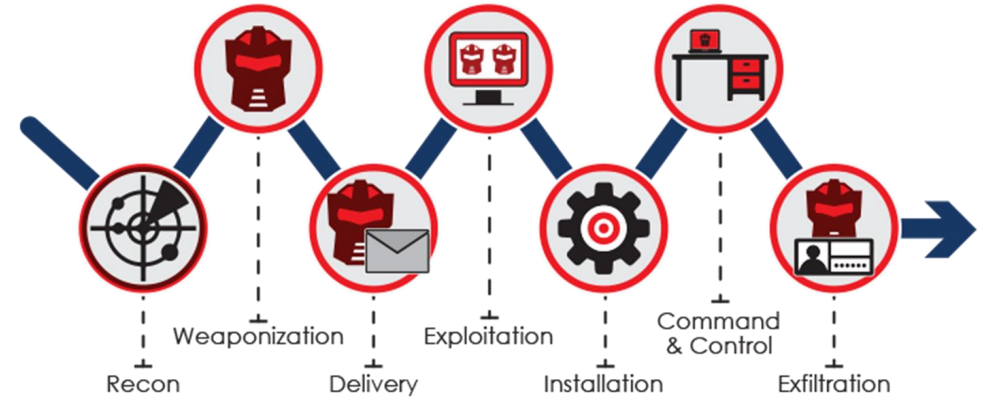 Recon
Weaponization
Delivery
Exploitation
Installation
Command
& Control
Exfiltration